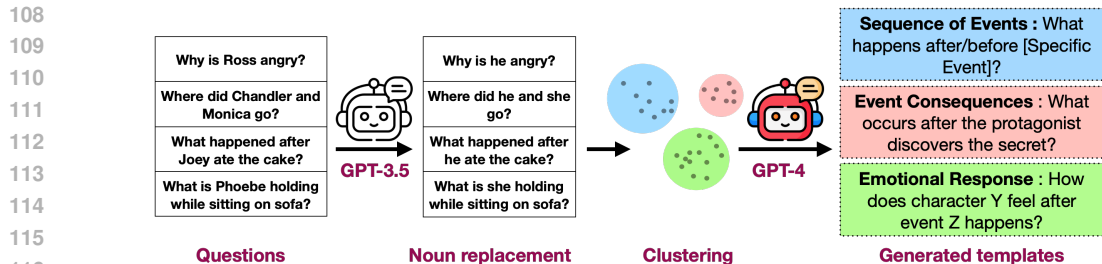 108
109
110
111
112
113
114
115
Why is Ross angry?
Where did Chandler and
Monica go?
What happened after
Joey ate the cake?
What is Phoebe holding
while sitting on sofa?
Questions
GPT-3.5
Why is he angry?
Where did he and she
go?
What happened after
he ate the cake?
What is she holding
while sitting on sofa?
Noun replacement
Clustering
GPT-4
Sequence of Events : What
happens after/before [Specific
Event]?
Event Consequences : What
occurs after the protagonist
discovers the secret?
Emotional Response : How
does character Y feel after
event Z happens?
Generated templates